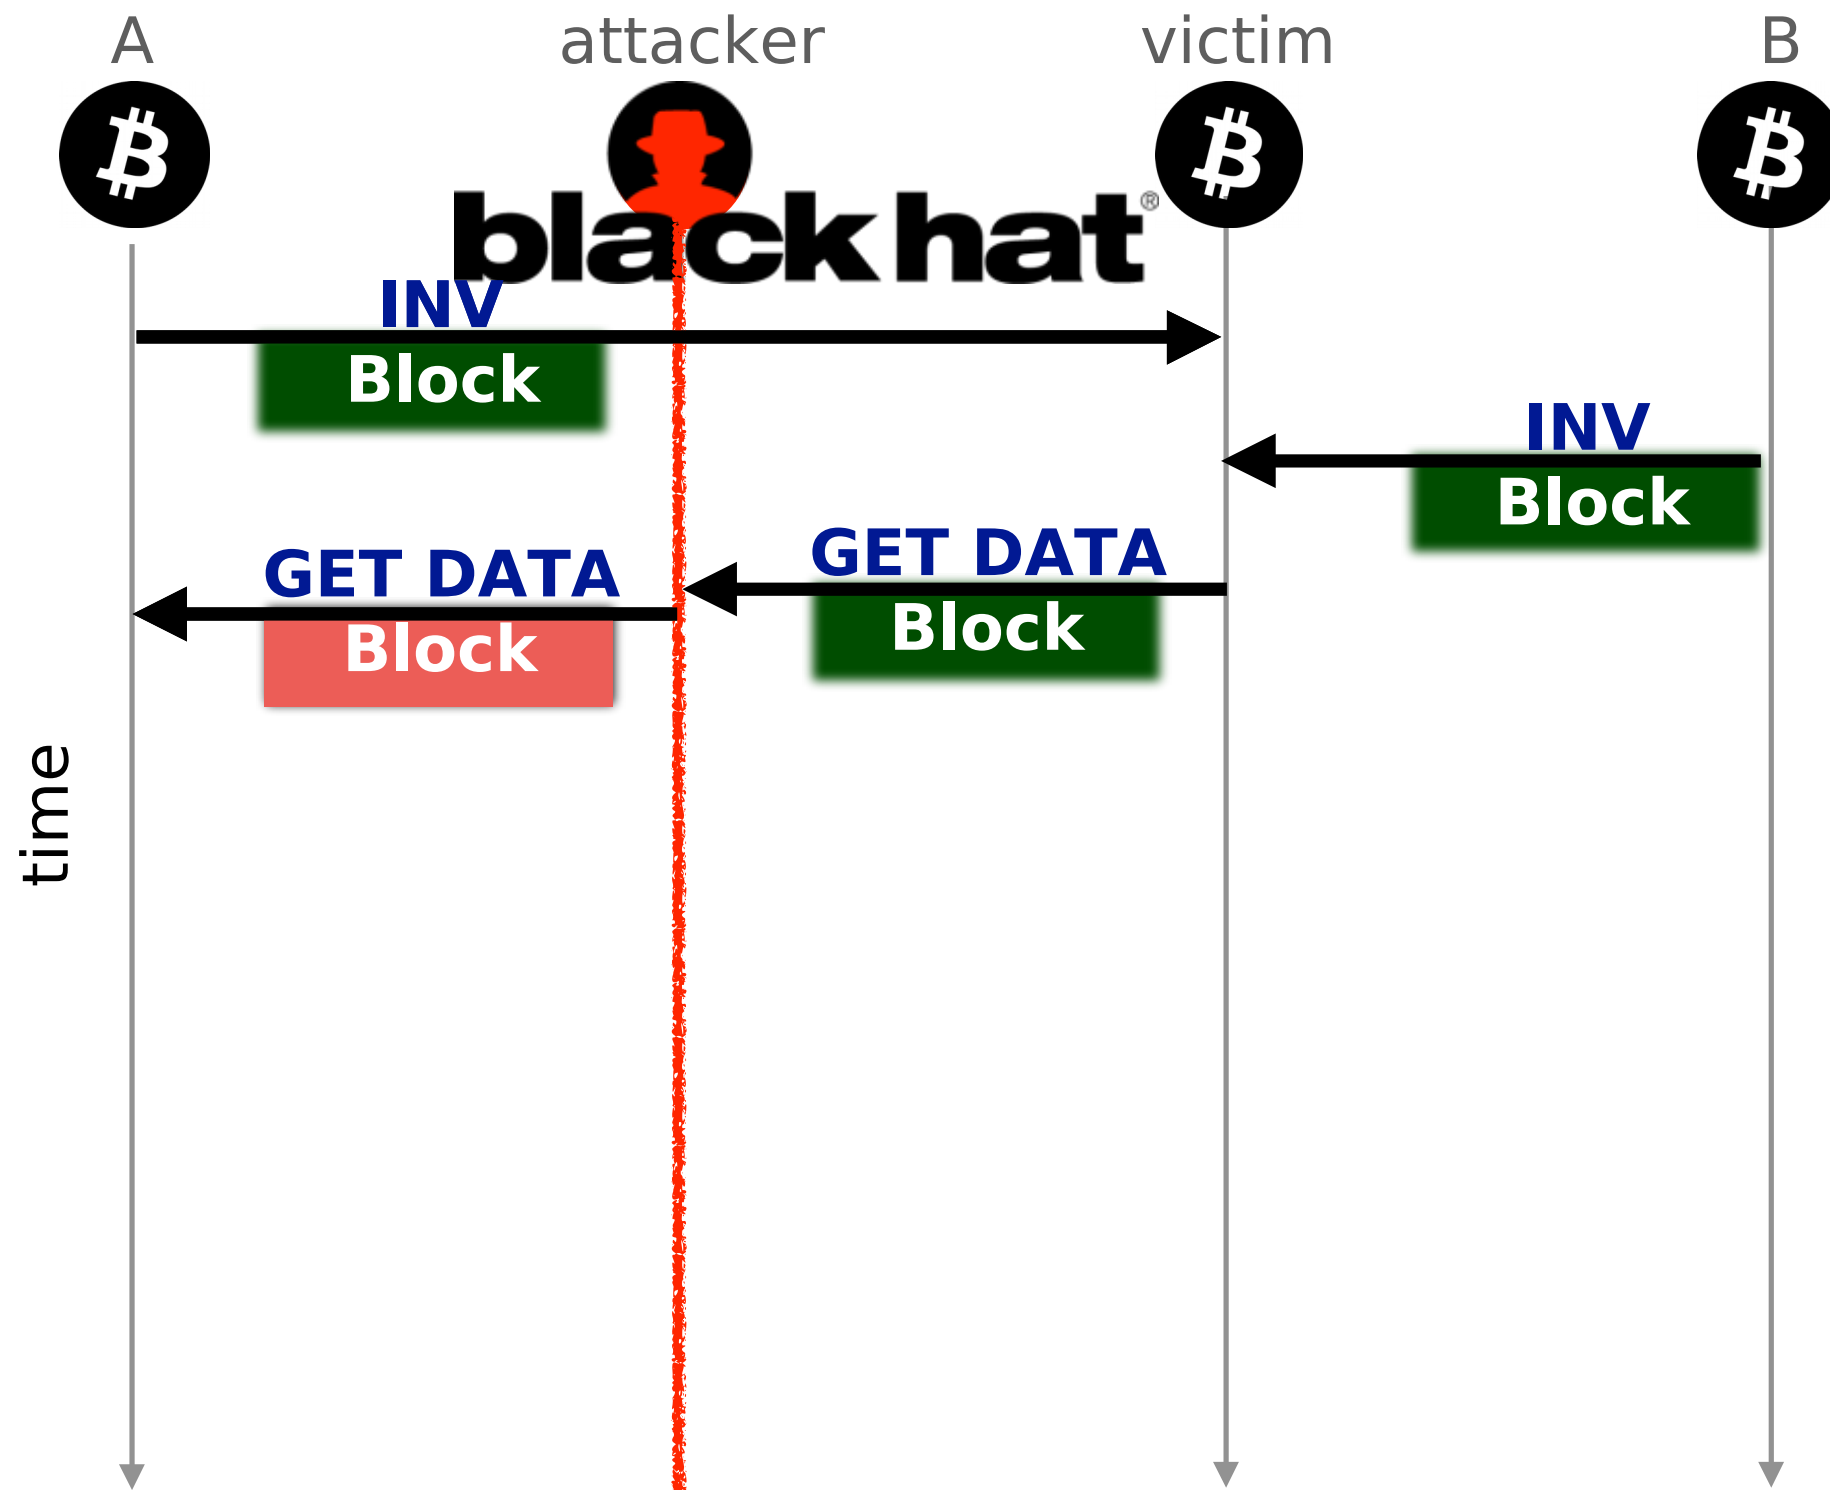 A attacker victim B
black hat®
INV
Block
INV
Block
GET DATA
Block
GET DATA
Block
time